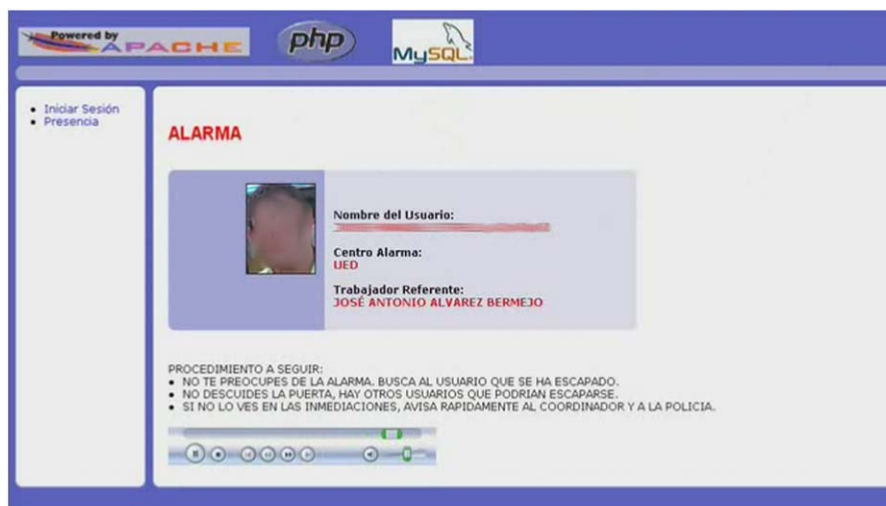 Powered by
APACHE
php
MySQL
Iniciar Sesión
Presencia
ALARMA
Nombre del Usuario:
Centro Alarma:
UED
Trabajador Referente:
JOSÉ ANTONIO ALVAREZ BERMEJO
PROCEDIMIENTO A SEGUIR:
• NO TE PREOCUPES DE LA ALARMA. BUSCA AL USUARIO QUE SE HA ESCAPADO.
• NO DESCUIDES LA PUERTA, HAY OTROS USUARIOS QUE PODRIAN ESCAPARSE.
• SI NO LO VES EN LAS INMEDIACIONES, AVISA RAPIDAMENTE AL COORDINADOR Y A LA POLICIA.